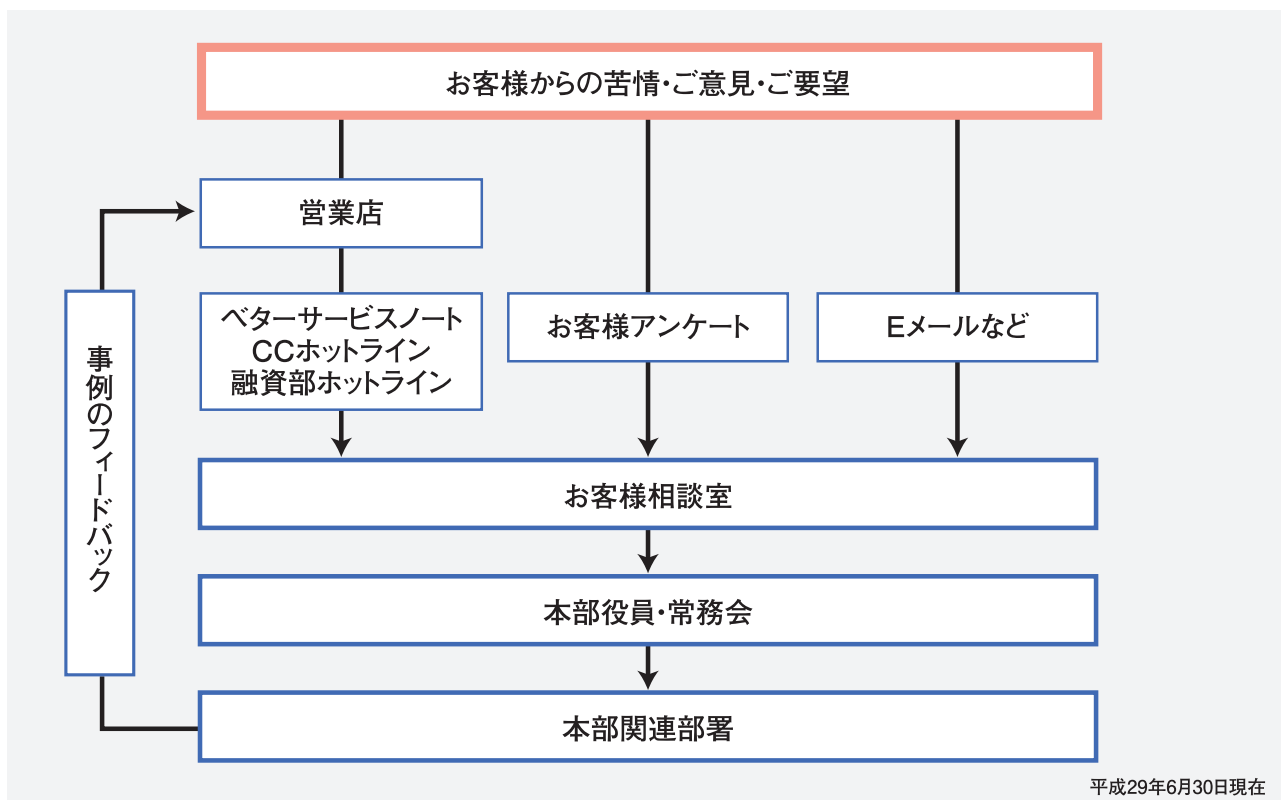 お客様からの苦情・ご意見・ご要望
営業店
ベターサービスノート
CCホットライン
融資部ホットライン
お客様アンケート
Eメールなど
事例のフィードバック
お客様相談室
本部役員・常務会
本部関連部署
平成29年6月30日現在